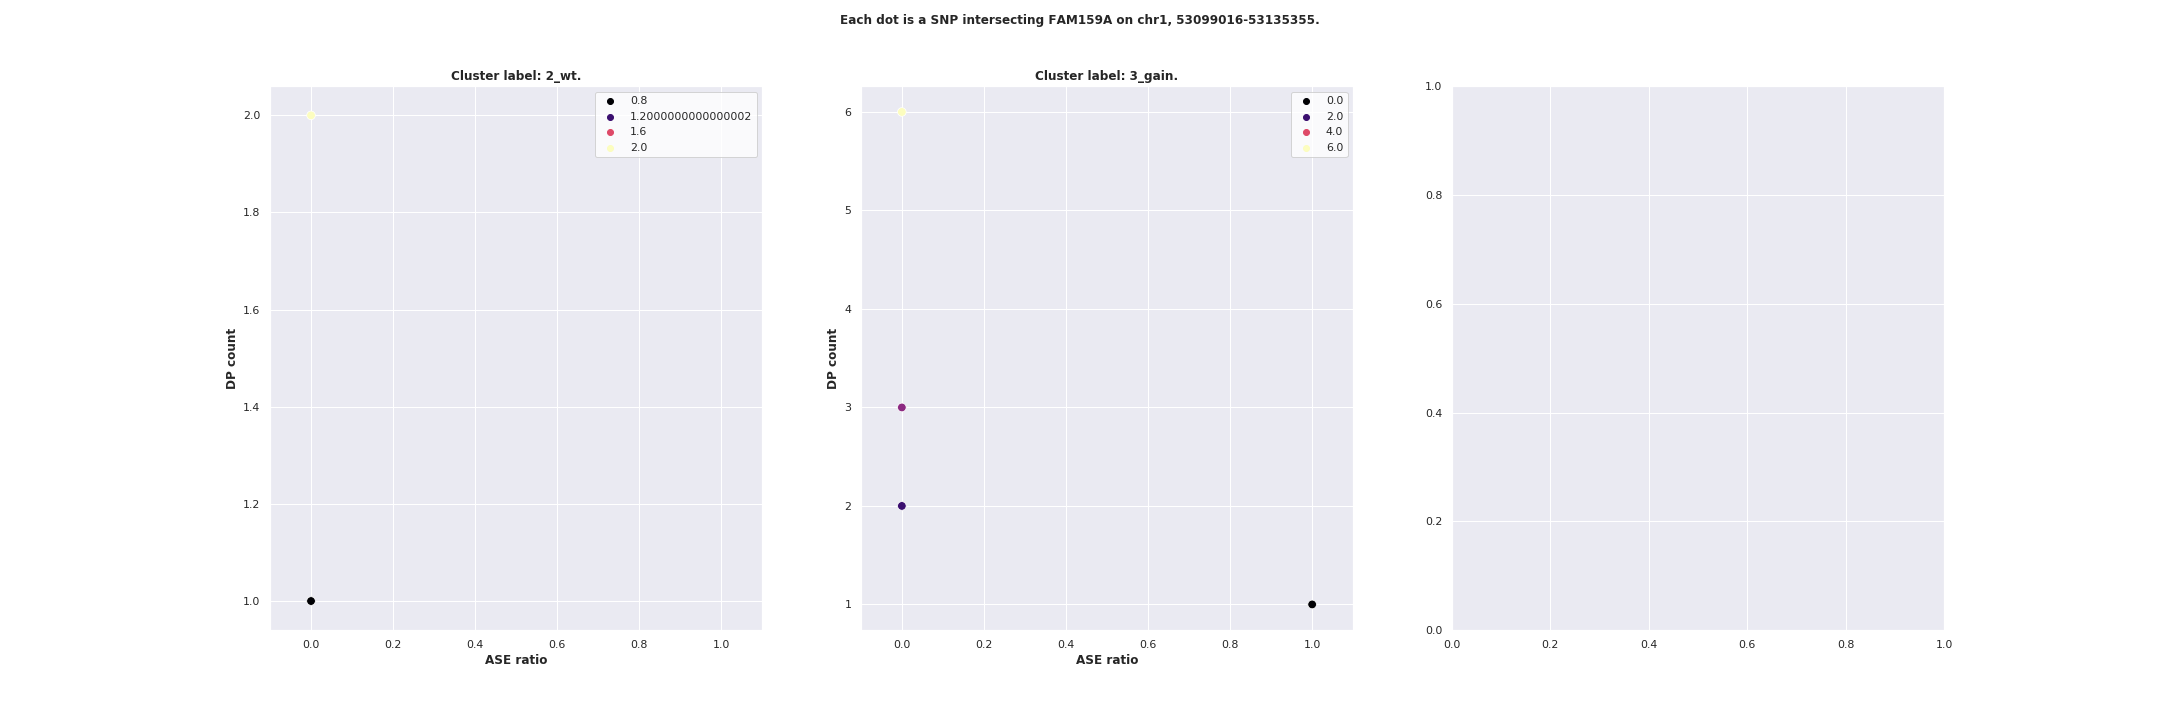 Each dot is a SNP intersecting FAM159A on chr1, 53099016-53135355.
Cluster label: 2_wt.
0.8
1.2000000000000002
1.6
2.0
2.0
1.8
1.6
1.4
1.2
1.0
DP count
0.0 0.2 0.4 0.6 0.8 1.0
ASE ratio
Cluster label: 3_gain.
0.0
2.0
4.0
6.0
6
5
4
3
2
1
DP count
0.0 0.2 0.4 0.6 0.8 1.0
ASE ratio
1.0
0.8
0.6
0.4
0.2
0.0
0.0 0.2 0.4 0.6 0.8 1.0